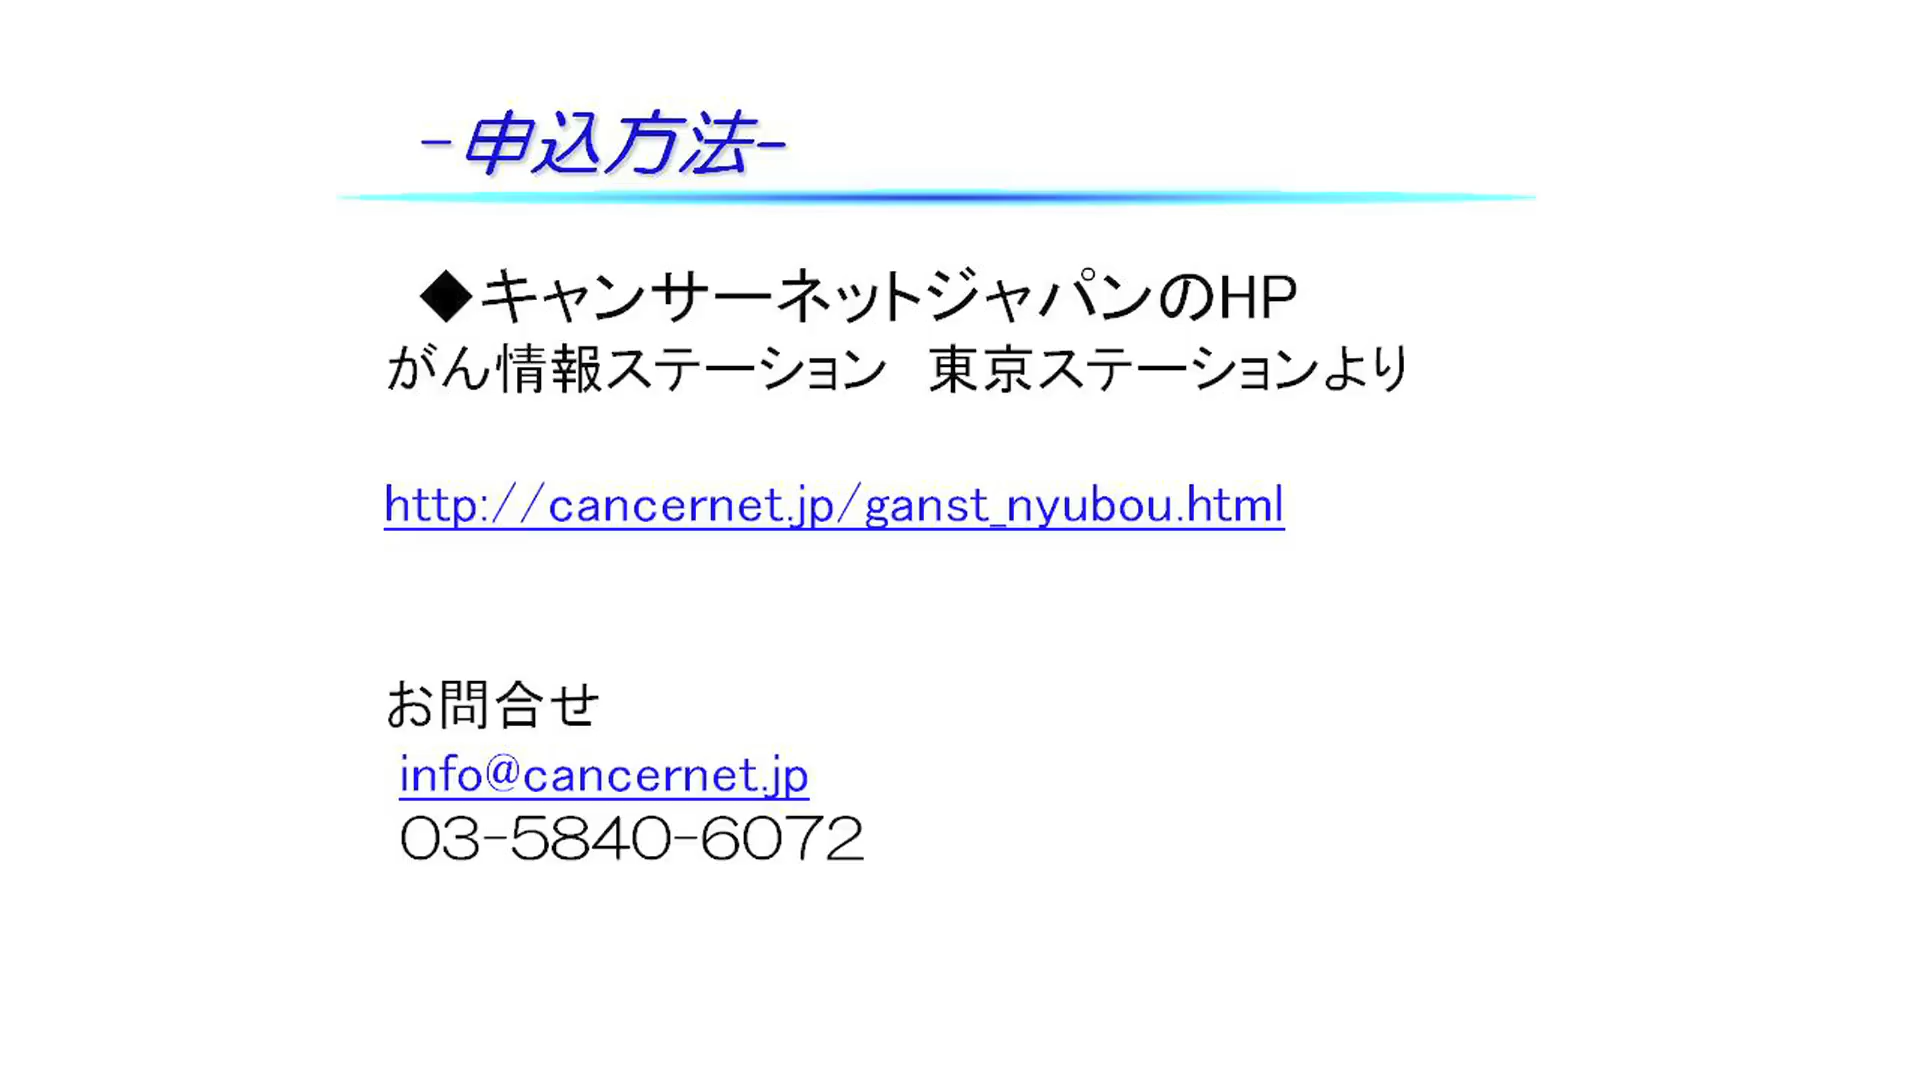 -申込方法-
◆キャンサーネットジャパンのHP
がん情報ステーション　東京ステーションより
http://cancernet.jp/ganst_nyubou.html
お問合せ
info@cancernet.jp
03-5840-6072